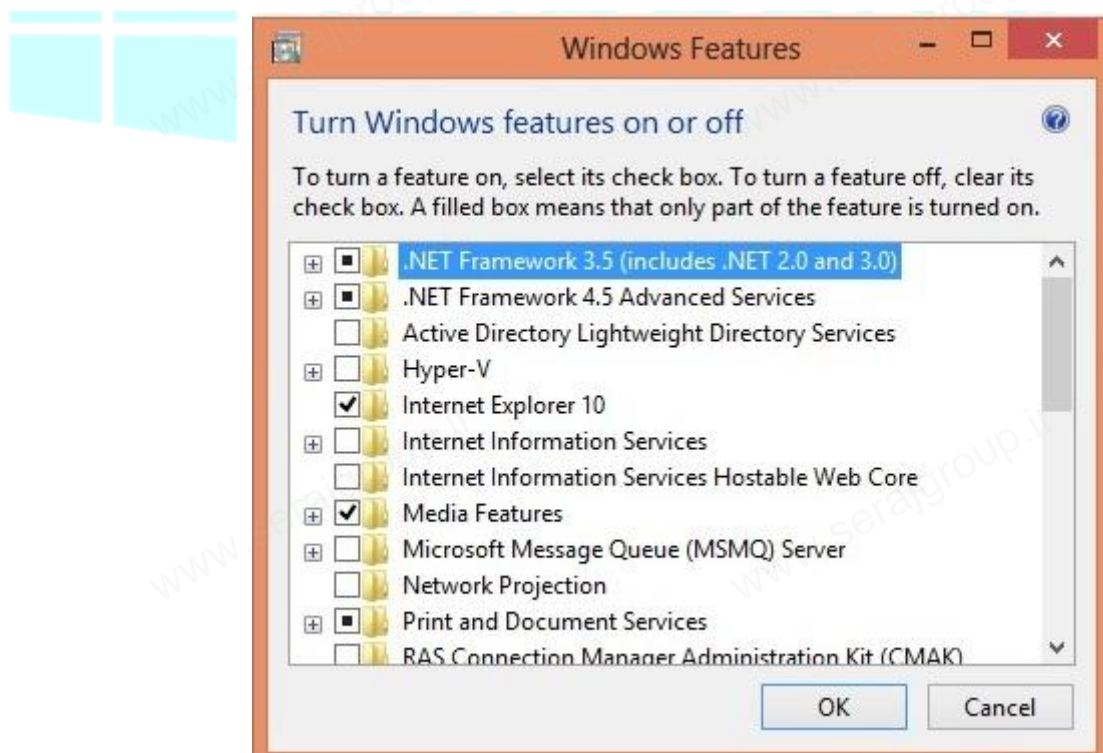 Windows Features
Turn Windows features on or off
To turn a feature on, select its check box. To turn a feature off, clear its
check box. A filled box means that only part of the feature is turned on.
.NET Framework 3.5 (includes .NET 2.0 and 3.0)
.NET Framework 4.5 Advanced Services
Active Directory Lightweight Directory Services
Hyper-V
Internet Explorer 10
Internet Information Services
Internet Information Services Hostable Web Core
Media Features
Microsoft Message Queue (MSMQ) Server
Network Projection
Print and Document Services
RAS Connection Manager Administration Kit (CMAK)
OK Cancel
www.serajgroup.ir